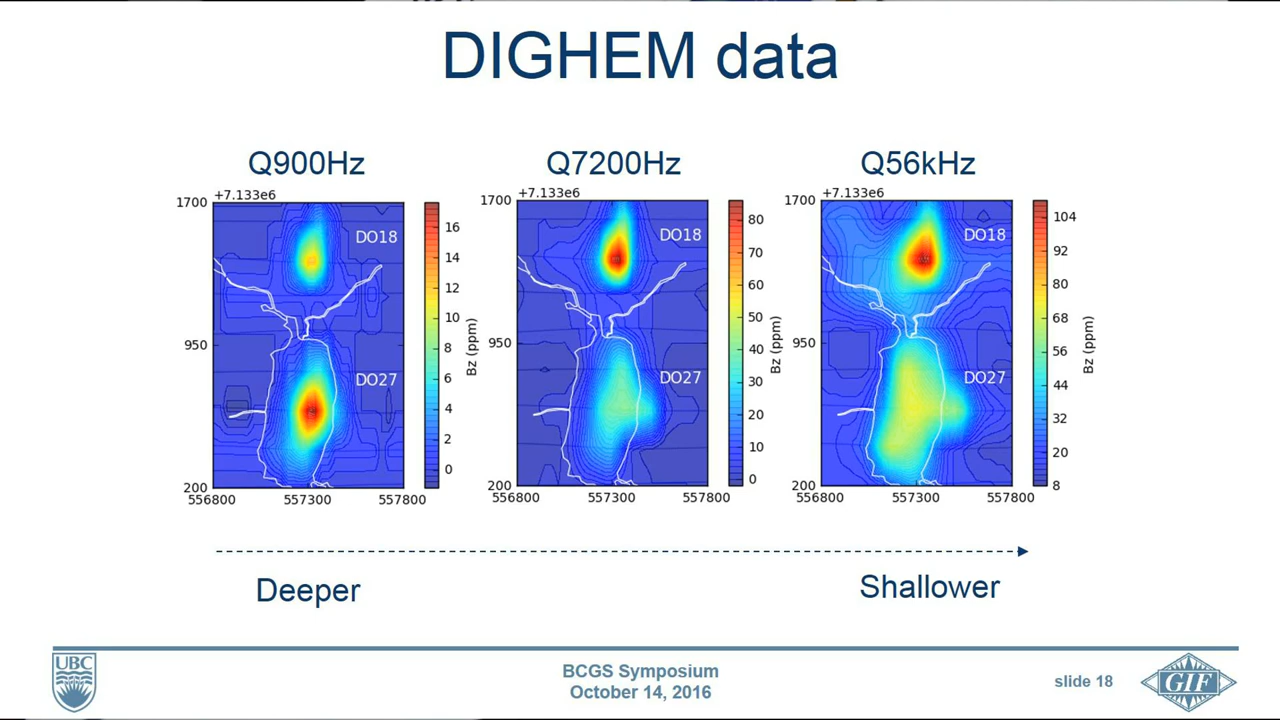 DIGHEM data
Q900Hz
Q7200Hz
Q56kHz
+7.133e6
1700
950
200
556800
557300
557800
DO18
DO27
16
14
12
10
8
6
4
2
0
Bz (ppm)
+7.133e6
1700
950
200
556800
557300
557800
DO18
DO27
80
70
60
50
40
30
20
10
0
Bz (ppm)
+7.133e6
1700
950
200
556800
557300
557800
DO18
DO27
104
92
80
68
56
44
32
20
8
Bz (ppm)
Deeper
Shallower
UBC
BCGS Symposium
October 14, 2016
slide 18
GIF